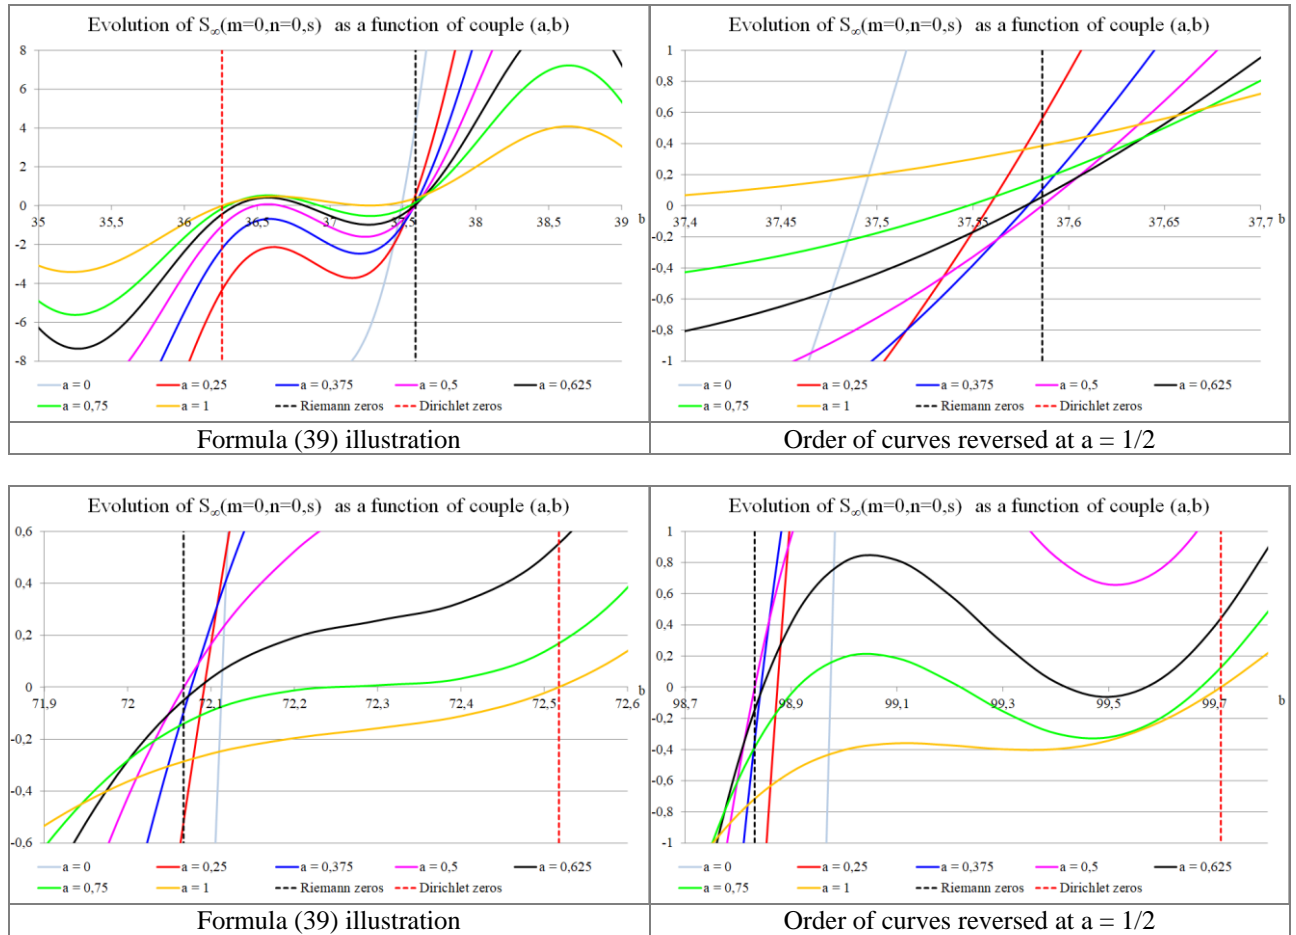 Evolution of S∞(m=0,n=0,s) as a function of couple (a,b)
8
6
4
2
0
-2
-4
-6
-8
35 35,5 36 36,5 37 38 38,5 39 b
a = 0 a = 0,25 a = 0,375 a = 0,5 a = 0,625
a = 0,75 a = 1 Riemann zeros Dirichlet zeros
Formula (39) illustration
Evolution of S∞(m=0,n=0,s) as a function of couple (a,b)
1
0,8
0,6
0,4
0,2
0
-0,2
-0,4
-0,6
-0,8
-1
37,4 37,45 37,5 37,55 37,6 37,65 37,7 b
a = 0 a = 0,25 a = 0,375 a = 0,5 a = 0,625
a = 0,75 a = 1 Riemann zeros Dirichlet zeros
Order of curves reversed at a = 1/2
Evolution of S∞(m=0,n=0,s) as a function of couple (a,b)
0,6
0,4
0,2
0
-0,2
-0,4
-0,6
71,9 72 72,1 72,2 72,3 72,4 72,5 72,6 b
a = 0 a = 0,25 a = 0,375 a = 0,5 a = 0,625
a = 0,75 a = 1 Riemann zeros Dirichlet zeros
Formula (39) illustration
Evolution of S∞(m=0,n=0,s) as a function of couple (a,b)
1
0,8
0,6
0,4
0,2
0
-0,2
-0,4
-0,6
-0,8
-1
98,7 98,9 99,1 99,3 99,5 99,7 b
a = 0 a = 0,25 a = 0,375 a = 0,5 a = 0,625
a = 0,75 a = 1 Riemann zeros Dirichlet zeros
Order of curves reversed at a = 1/2